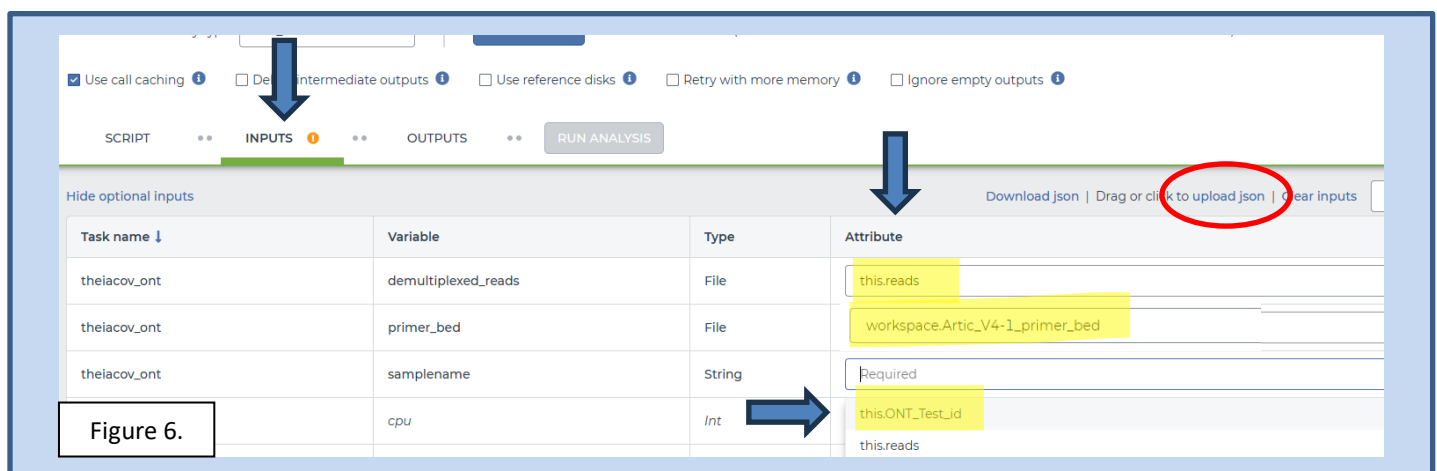 Use call caching intermediate outputs Use reference disks Retry with more memory Ignore empty outputs
SCRIPT INPUTS OUTPUTS RUN ANALYSIS
Hide optional inputs Download json | Drag or click to upload json | Clear inputs
Task name ↓ Variable Type Attribute
theiacov_ont demultiplexed_reads File this.reads
theiacov_ont primer_bed File workspace.Artic_V4-1_primer_bed
theiacov_ont samplename String Required
cpu Int this.ONT_Test_id
Figure 6.
this.reads